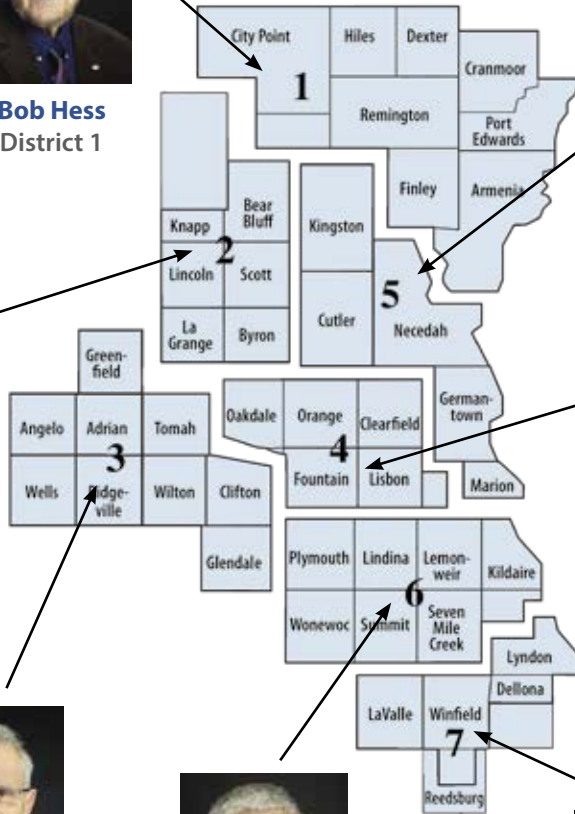 Bob Hess
District 1
City Point
Hiles
Dexter
Cranmoor
1
Remington
Port
Edwards
Finley
Armenia
Knapp
Bear
Bluff
2
Lincoln
Scott
La
Grange
Byron
Kingston
Cutler
5
Necedah
German-
town
Marion
Green-
field
Angelo
Adrian
Tomah
3
Wells
Ridge-
ville
Wilton
Clifton
Glendale
Oakdale
Orange
Clearfield
4
Fountain
Lisbon
Plymouth
Lindina
Lemon-
weir
Kildaire
6
Wonewoc
Summit
Seven
Mile
Creek
Lyndon
Dellona
LaValle
Winfield
7
Reedsburg